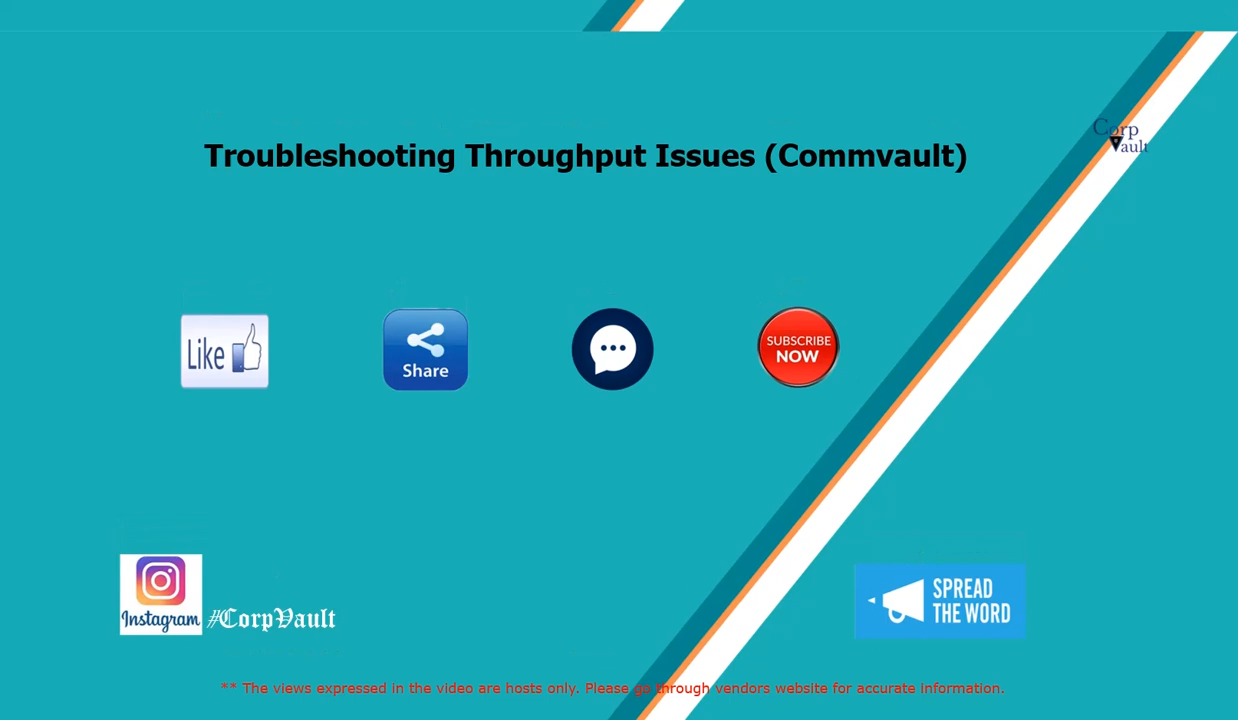 Troubleshooting Throughput Issues (Commvault)
Corp
Vault
Like
Share
SUBSCRIBE
NOW
Instagram
#CorpVault
SPREAD
THE WORD
** The views expressed in the video are hosts only. Please go through vendors website for accurate information.